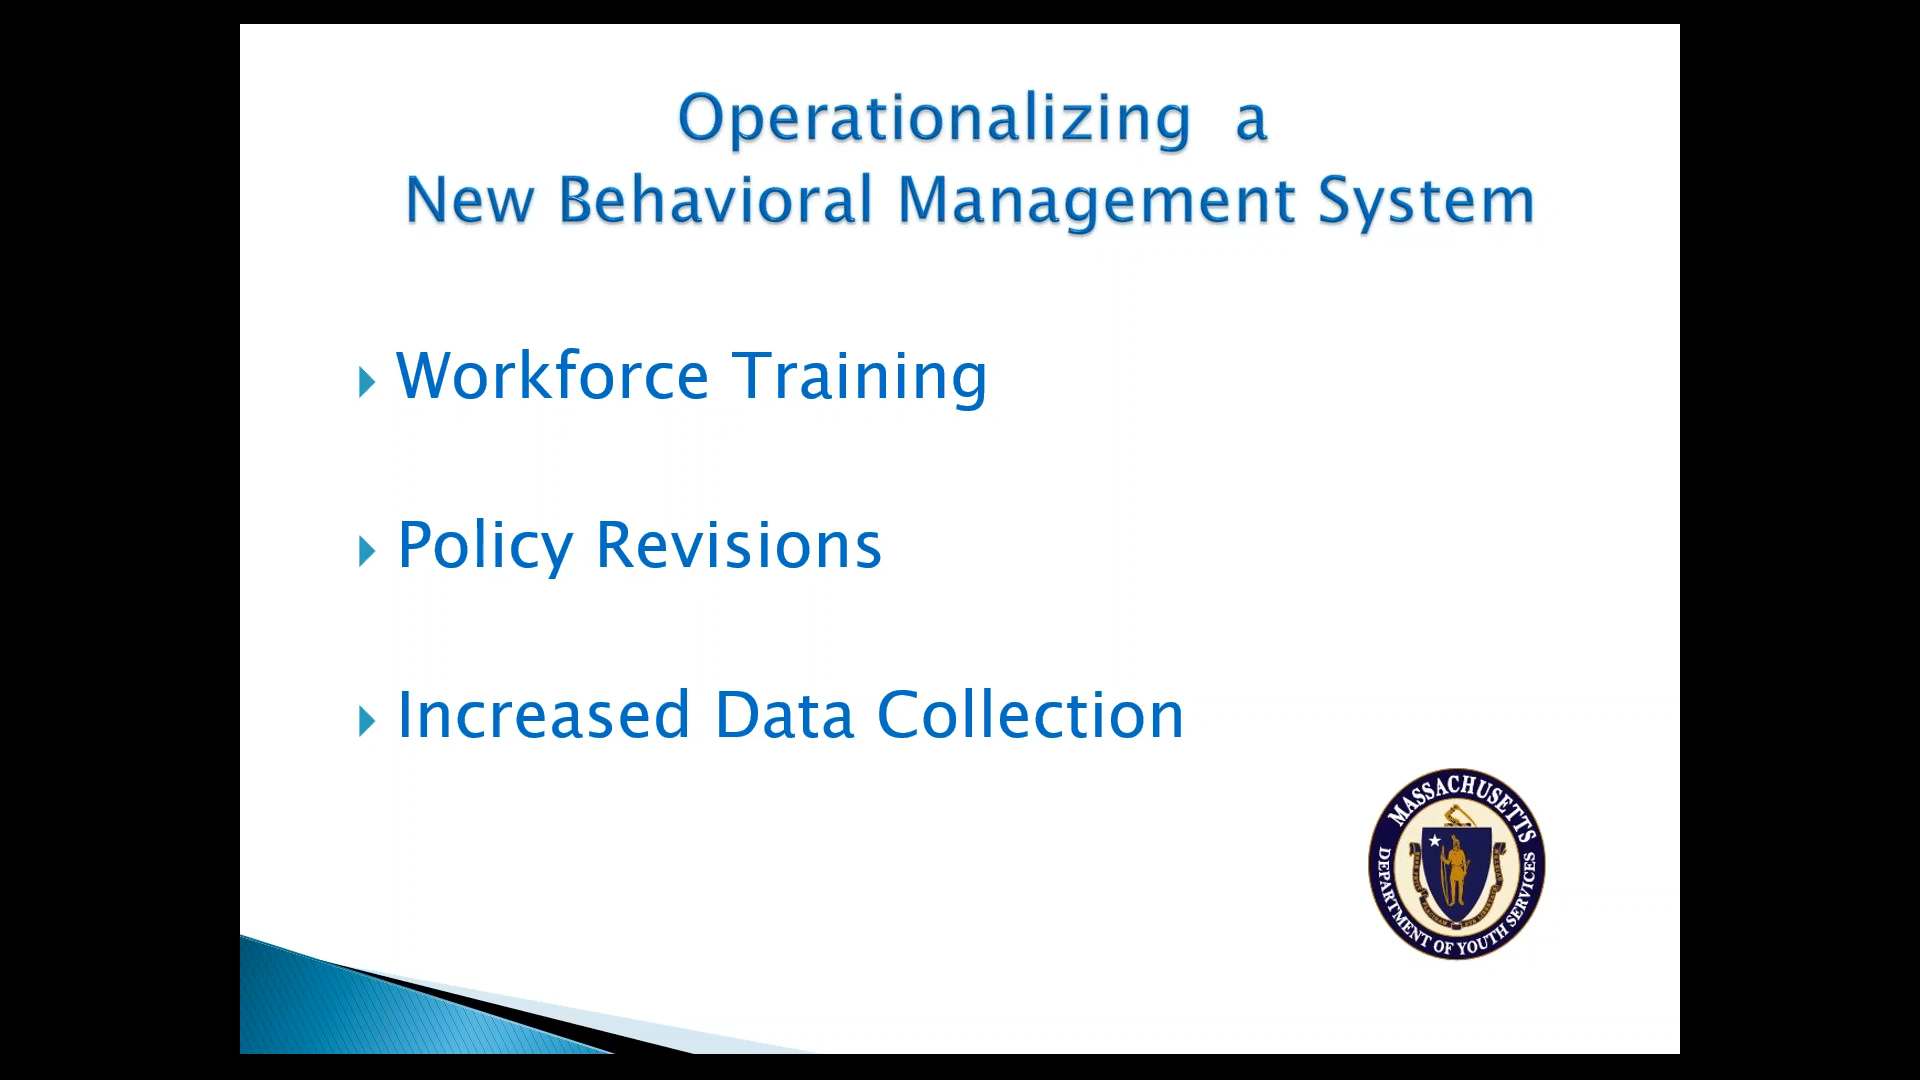 Operationalizing a
New Behavioral Management System
Workforce Training
Policy Revisions
Increased Data Collection
MASSACHUSETTS
DEPARTMENT OF YOUTH SERVICES